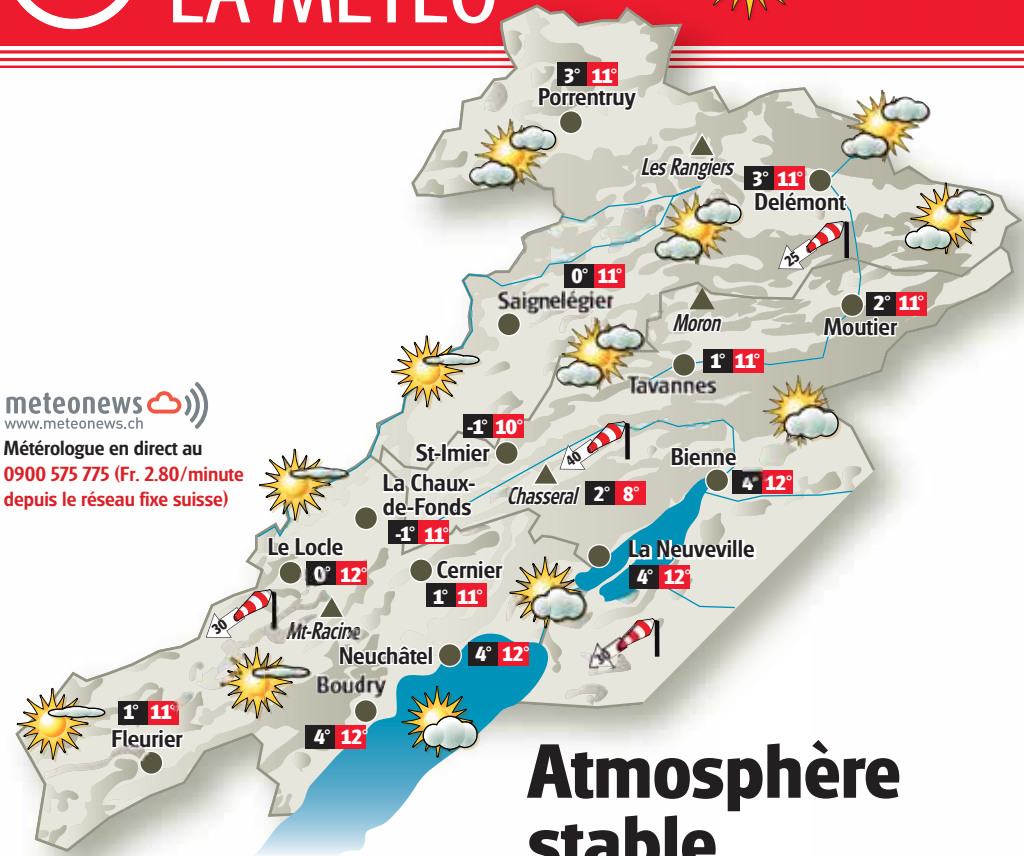 LA MÉTÉO
3° 11°
Porrentruy
Les Rangiers
3° 11°
Delémont
25
0° 11°
Saignelégier
Moron
2° 11°
Moutier
1° 11°
Tavannes
meteonews
www.meteonews.ch
Métérologue en direct au
0900 575 775 (Fr. 2.80/minute
depuis le réseau fixe suisse)
-1° 10°
St-Imier
40
Bienne
4° 12°
Chasseral 2° 8°
La Chaux-
de-Fonds
-1° 11°
La Neuveville
4° 12°
Le Locle
0° 12°
Cernier
1° 11°
30
Mt-Racine
Neuchâtel 4° 12°
Boudry
4° 12°
1° 11°
Fleurier
Atmosphère
stable